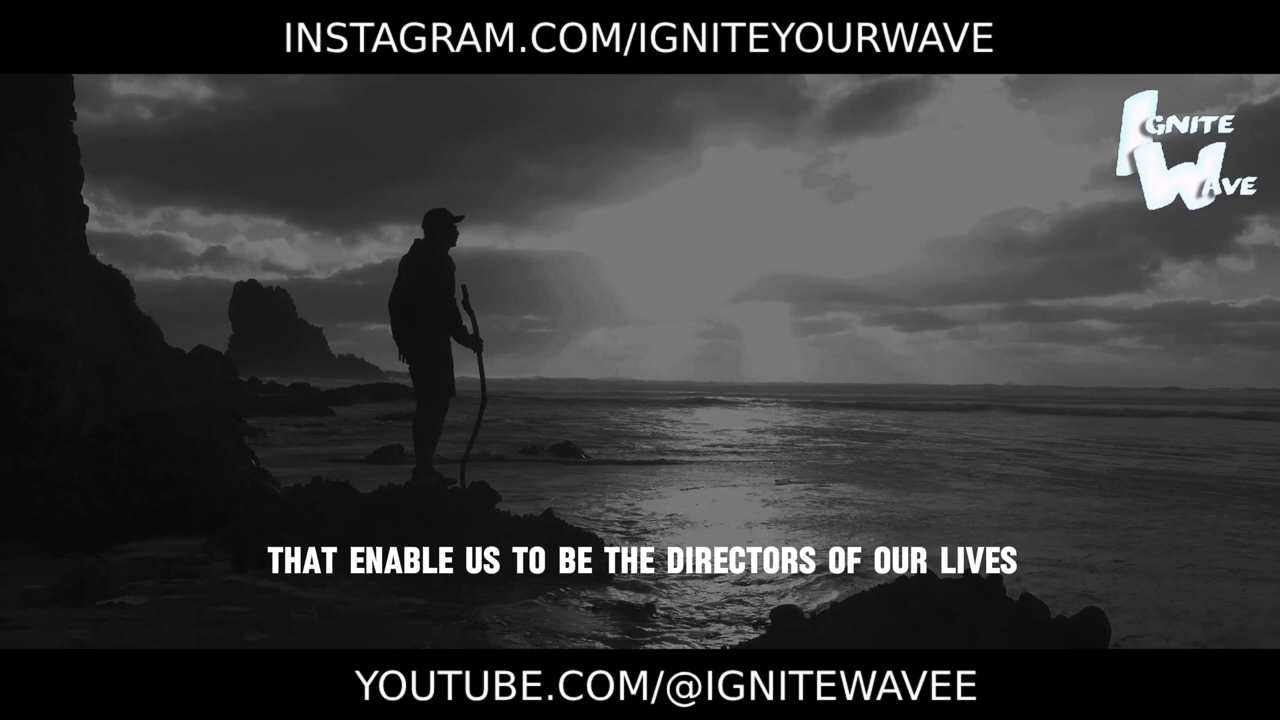 INSTAGRAM.COM/IGNITEYOURWAVE
IGNITE
WAVE
THAT ENABLE US TO BE THE DIRECTORS OF OUR LIVES
YOUTUBE.COM/@IGNITEWAVEE